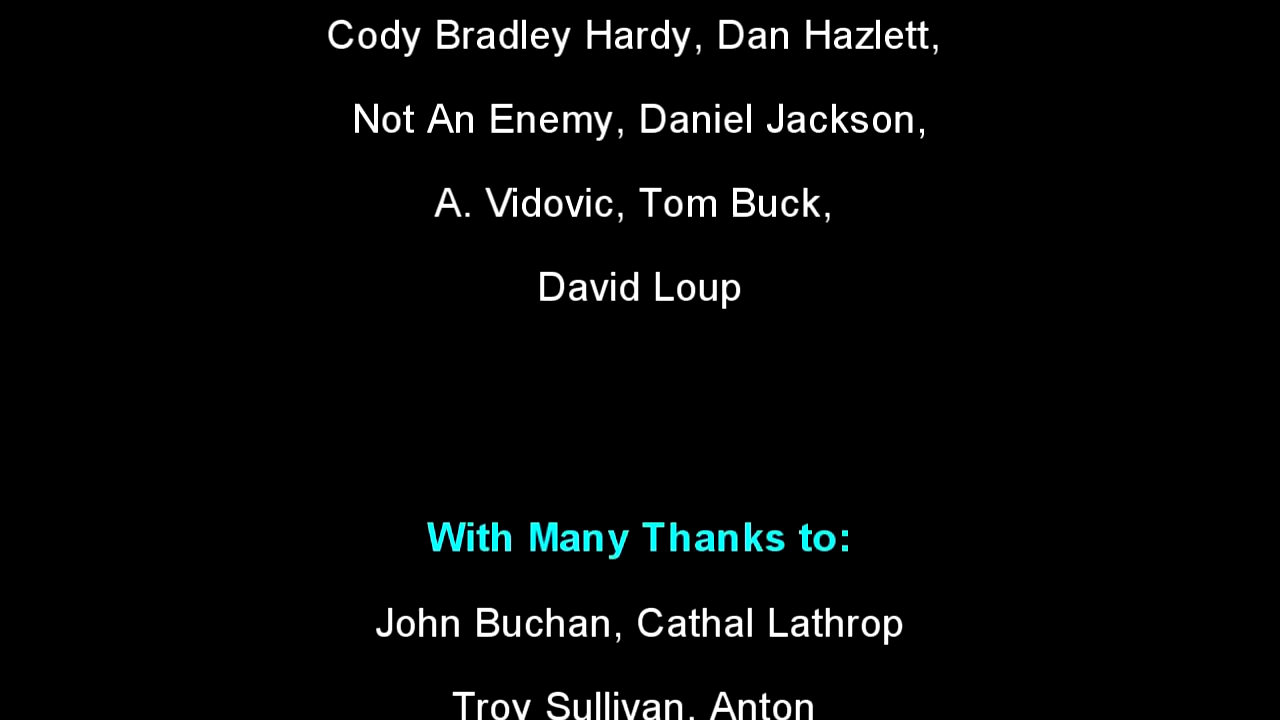 Cody Bradley Hardy, Dan Hazlett,
Not An Enemy, Daniel Jackson,
A. Vidovic, Tom Buck,
David Loup
With Many Thanks to:
John Buchan, Cathal Lathrop
Troy Sullivan, Anton